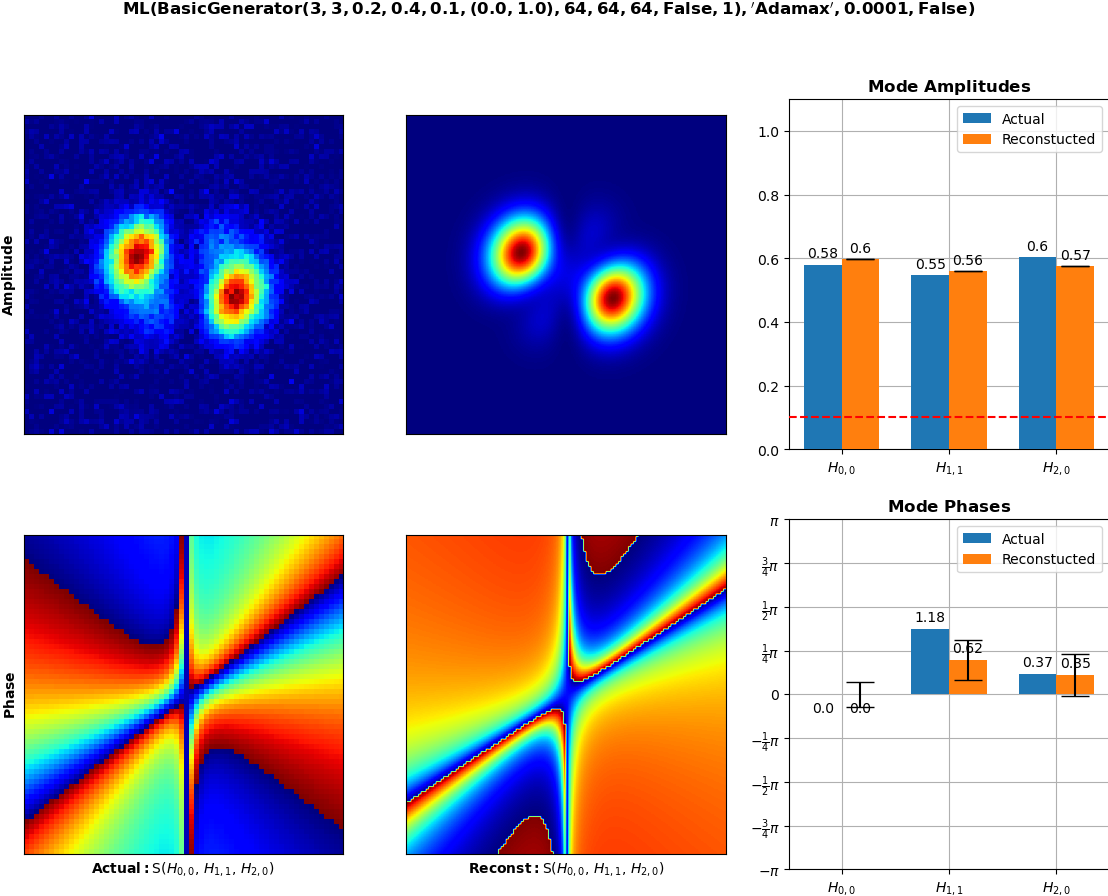 ML(BasicGenerator(3, 3, 0.2, 0.4, 0.1, (0.0, 1.0), 64, 64, 64, False, 1), 'Adamax', 0.0001, False)
Amplitude
Mode Amplitudes
Actual
Reconstucted
1.0
0.8
0.6
0.4
0.2
0.0
0.58
0.6
0.55
0.56
0.6
0.57
H0,0
H1,1
H2,0
Phase
Actual: S(H0,0, H1,1, H2,0)
Reconst: S(H0,0, H1,1, H2,0)
Mode Phases
Actual
Reconstucted
π
3/4π
1/2π
1/4π
0
−1/4π
−1/2π
−3/4π
−π
0.0
0.0
1.18
0.62
0.37
0.35
H0,0
H1,1
H2,0